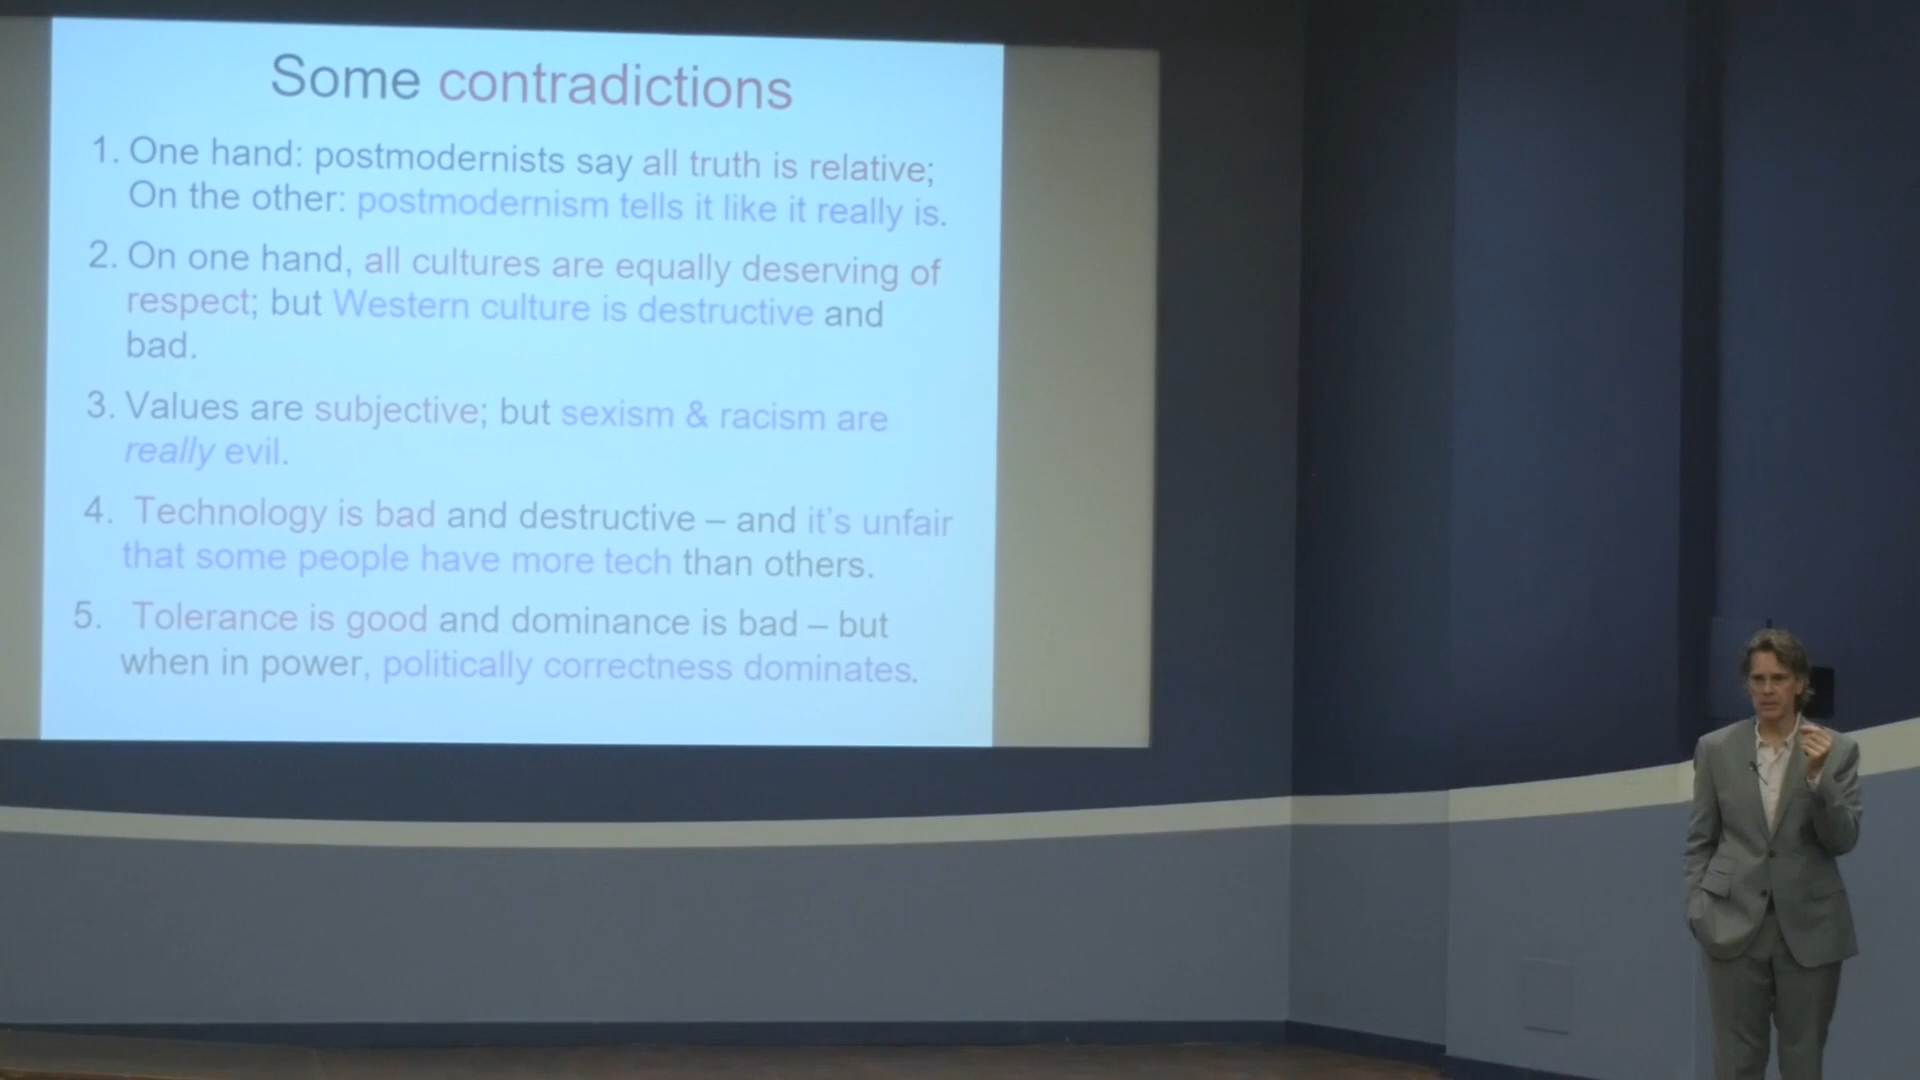 Some contradictions
1. One hand: postmodernists say all truth is relative;
On the other: postmodernism tells it like it really is.
2. On one hand, all cultures are equally deserving of
respect; but Western culture is destructive and
bad.
3. Values are subjective; but sexism & racism are
really evil.
4. Technology is bad and destructive – and it's unfair
that some people have more tech than others.
5. Tolerance is good and dominance is bad – but
when in power, politically correctness dominates.